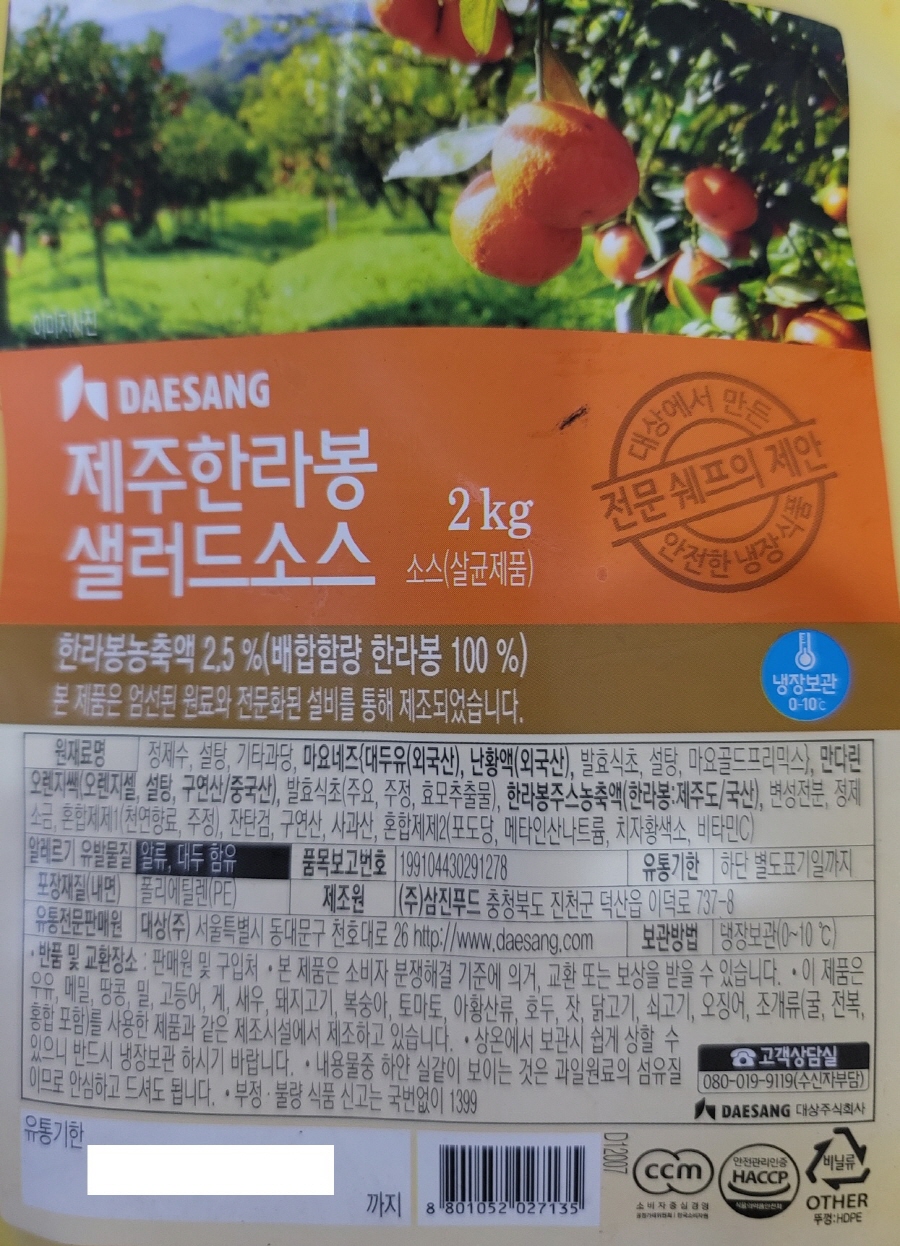 이미지사진
DAESANG
제주한라봉
샐러드소스
2kg
소스(살균제품)
대상에서 만든
전문 쉐프의 제안
안전한 냉장식품
한라봉농축액 2.5 %(배합함량 한라봉 100 %)
본 제품은 엄선된 원료와 전문화된 설비를 통해 제조되었습니다.
냉장보관
0-10℃
원재료명 정제수, 설탕, 기타과당, 마요네즈{대두유(외국산), 난황액(외국산), 발효식초, 설탕, 마요골드프리믹스}, 만다린
오렌지쌕(오렌지셀, 설탕, 구연산/중국산), 발효식초(주요, 주정, 효모추출물), 한라봉주스농축액(한라봉:제주도/국산), 변성전분, 정제
소금, 혼합제제1(천연향료, 주정), 잔탄검, 구연산, 사과산, 혼합제제2(포도당, 메타인산나트륨, 치자황색소, 비타민C)
알레르기 유발물질 알류, 대두 함유 품목보고번호 199104430291278 유통기한 하단 별도표기일까지
포장재질(내면) 폴리에틸렌(PE) 제조원 (주)삼진푸드 충청북도 진천군 덕산읍 이덕로 737-8
유통전문판매원 대상(주) 서울특별시 동대문구 천호대로 26 http://www.daesang.com 보관방법 냉장보관(0~10 ℃)
• 반품 및 교환장소 : 판매원 및 구입처 • 본 제품은 소비자 분쟁해결 기준에 의거, 교환 또는 보상을 받을 수 있습니다. • 이 제품은
우유, 메밀, 땅콩, 밀, 고등어, 게, 새우, 돼지고기, 복숭아, 토마토, 아황산류, 호두, 잣, 닭고기, 쇠고기, 오징어, 조개류(굴, 전복,
홍합 포함)를 사용한 제품과 같은 제조시설에서 제조하고 있습니다. • 상온에서 보관시 쉽게 상할 수
있으니 반드시 냉장보관 하시기 바랍니다. • 내용물중 하얀 실같이 보이는 것은 과일원료의 섬유질
이므로 안심하고 드셔도 됩니다. • 부정·불량 식품 신고는 국번없이 1399
고객상담실
080-019-9119(수신자부담)
DAESANG 대상주식회사
유통기한
까지
8 801052 027135
D12007
ccm
소비자중심경영
안전관리인증
HACCP
비닐류
OTHER
뚜껑:HDPE